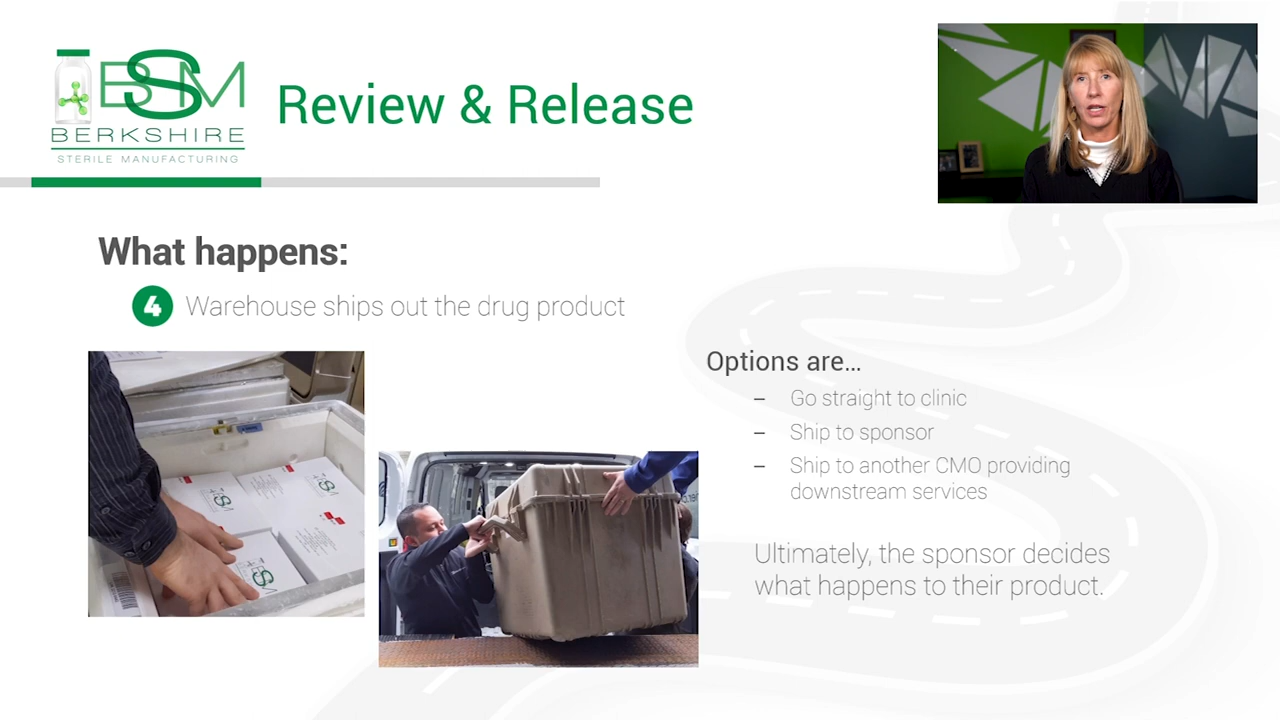 BSM
BERKSHIRE
STERILE MANUFACTURING
Review & Release
What happens:
4 Warehouse ships out the drug product
Options are...
– Go straight to clinic
– Ship to sponsor
– Ship to another CMO providing
downstream services
Ultimately, the sponsor decides
what happens to their product.